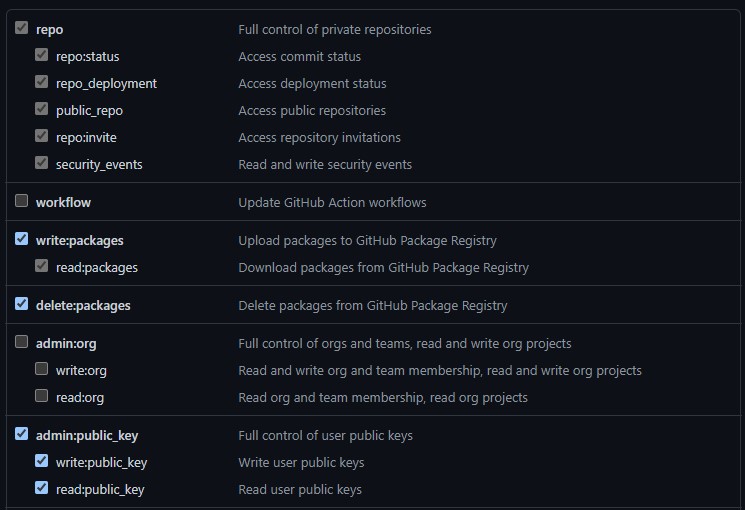 repo Full control of private repositories
repo:status Access commit status
repo_deployment Access deployment status
public_repo Access public repositories
repo:invite Access repository invitations
security_events Read and write security events
workflow Update GitHub Action workflows
write:packages Upload packages to GitHub Package Registry
read:packages Download packages from GitHub Package Registry
delete:packages Delete packages from GitHub Package Registry
admin:org Full control of orgs and teams, read and write org projects
write:org Read and write org and team membership, read and write org projects
read:org Read org and team membership, read org projects
admin:public_key Full control of user public keys
write:public_key Write user public keys
read:public_key Read user public keys